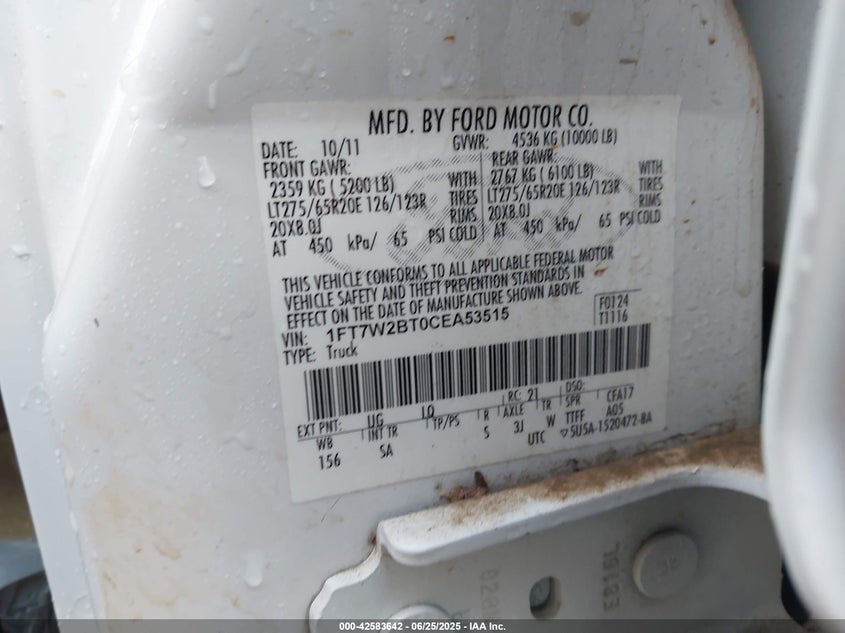 MFD. BY FORD MOTOR CO.
DATE: 10/11 GVWR: 4536 KG (10000 LB)
FRONT GAWR: REAR GAWR:
2359 KG ( 5200 LB) WITH 2767 KG ( 6100 LB) WITH
LT275/65R20E 126/123R TIRES LT275/65R20E 126/123R TIRES
20X8.0J RIMS 20X8.0J RIMS
AT 450 kPa/ 65 PSI COLD AT 450 kPa/ 65 PSI COLD
THIS VEHICLE CONFORMS TO ALL APPLICABLE FEDERAL MOTOR
VEHICLE SAFETY AND THEFT PREVENTION STANDARDS IN
EFFECT ON THE DATE OF MANUFACTURE SHOWN ABOVE.
VIN: 1FT7W2BT0CEA53515 F0124
TYPE: Truck T1116
EXT PNT: UG LQ RC: 21 DSO:
WB INT TR TP/PS R AXLE TR SPR CFA17
156 SA S 3J W TTFF A05
UTC ▽5U5A-1520472-BA
E816L
000-42583642 - 06/25/2025 - IAA Inc.